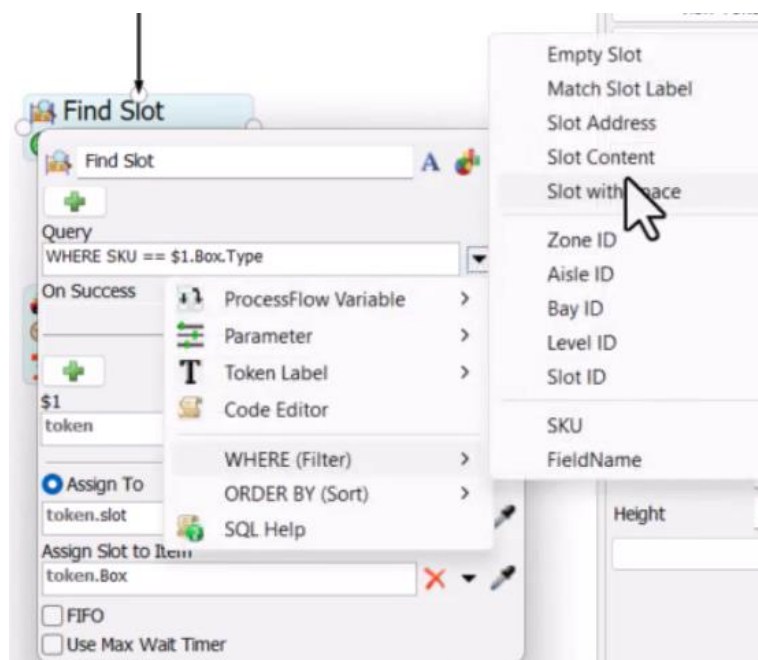 Find Slot
Find Slot
A
Query
WHERE SKU == $1.Box.Type
On Success
$1
token
Assign To
token.slot
Assign Slot to Item
token.Box
FIFO
Use Max Wait Timer
ProcessFlow Variable
Parameter
T Token Label
Code Editor
WHERE (Filter)
ORDER BY (Sort)
SQL Help
Empty Slot
Match Slot Label
Slot Address
Slot Content
Slot with
Zone ID
Aisle ID
Bay ID
Level ID
Slot ID
SKU
FieldName
Height